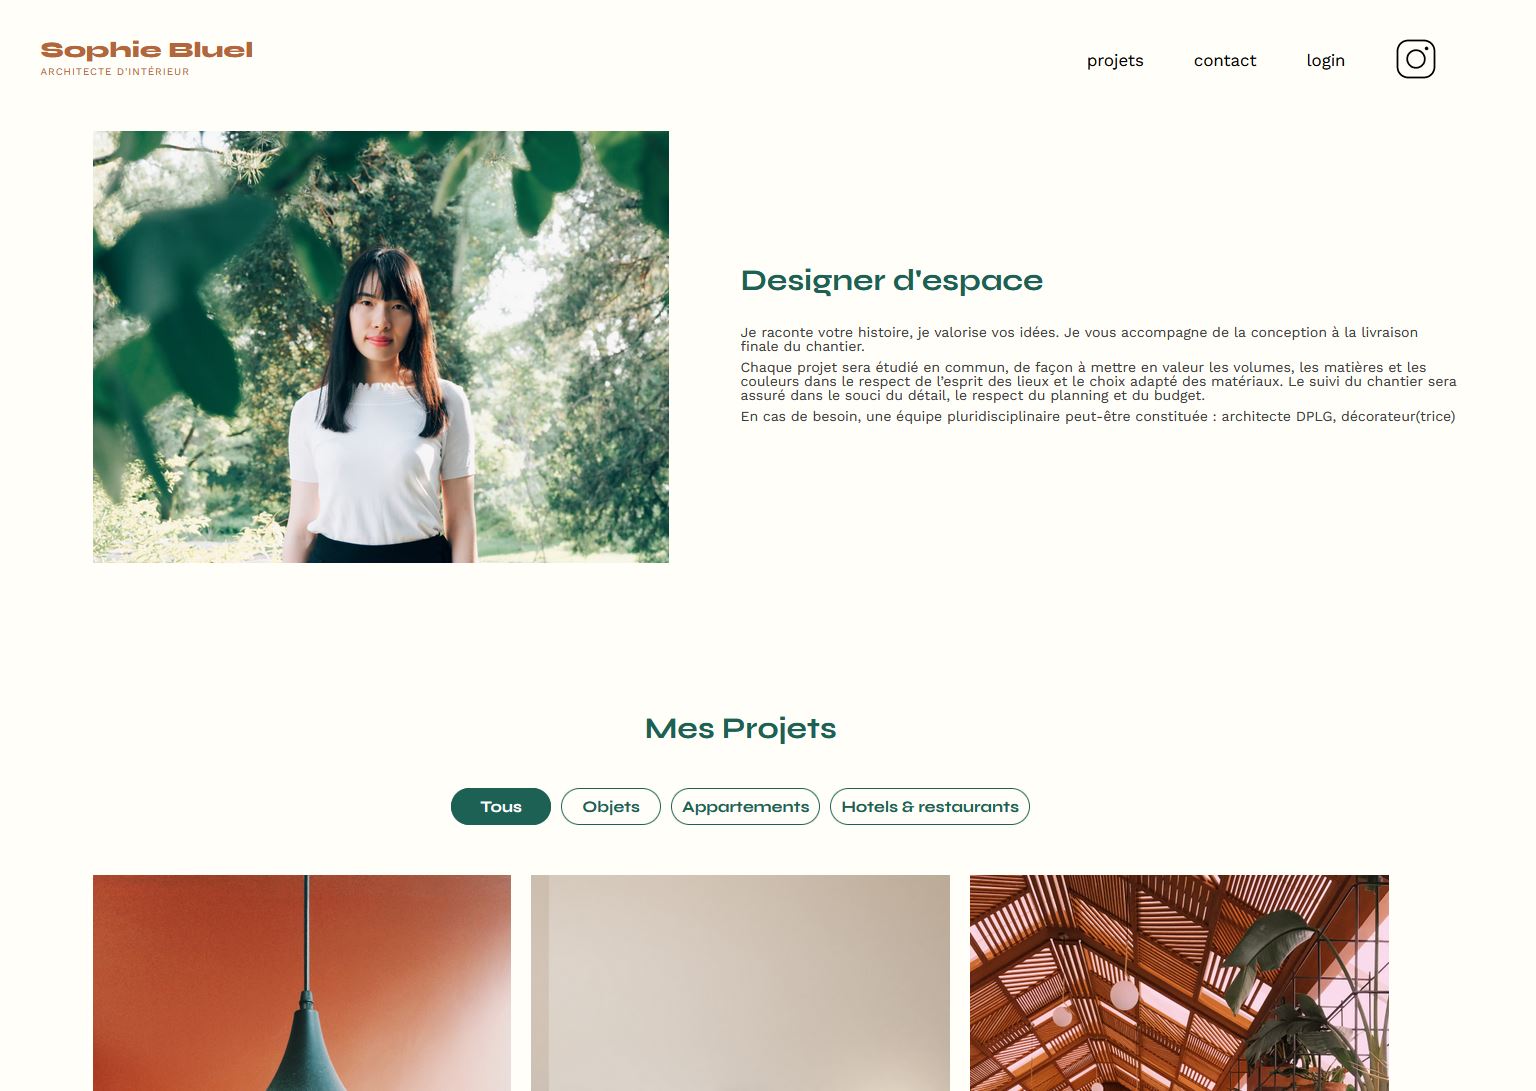 Sophie Bluel
ARCHITECTE D'INTÉRIEUR
projets
contact
login
Designer d'espace
Je raconte votre histoire, je valorise vos idées. Je vous accompagne de la conception à la livraison
finale du chantier.
Chaque projet sera étudié en commun, de façon à mettre en valeur les volumes, les matières et les
couleurs dans le respect de l’esprit des lieux et le choix adapté des matériaux. Le suivi du chantier sera
assuré dans le souci du détail, le respect du planning et du budget.
En cas de besoin, une équipe pluridisciplinaire peut-être constituée : architecte DPLG, décorateur(trice)
Mes Projets
Tous
Objets
Appartements
Hotels & restaurants